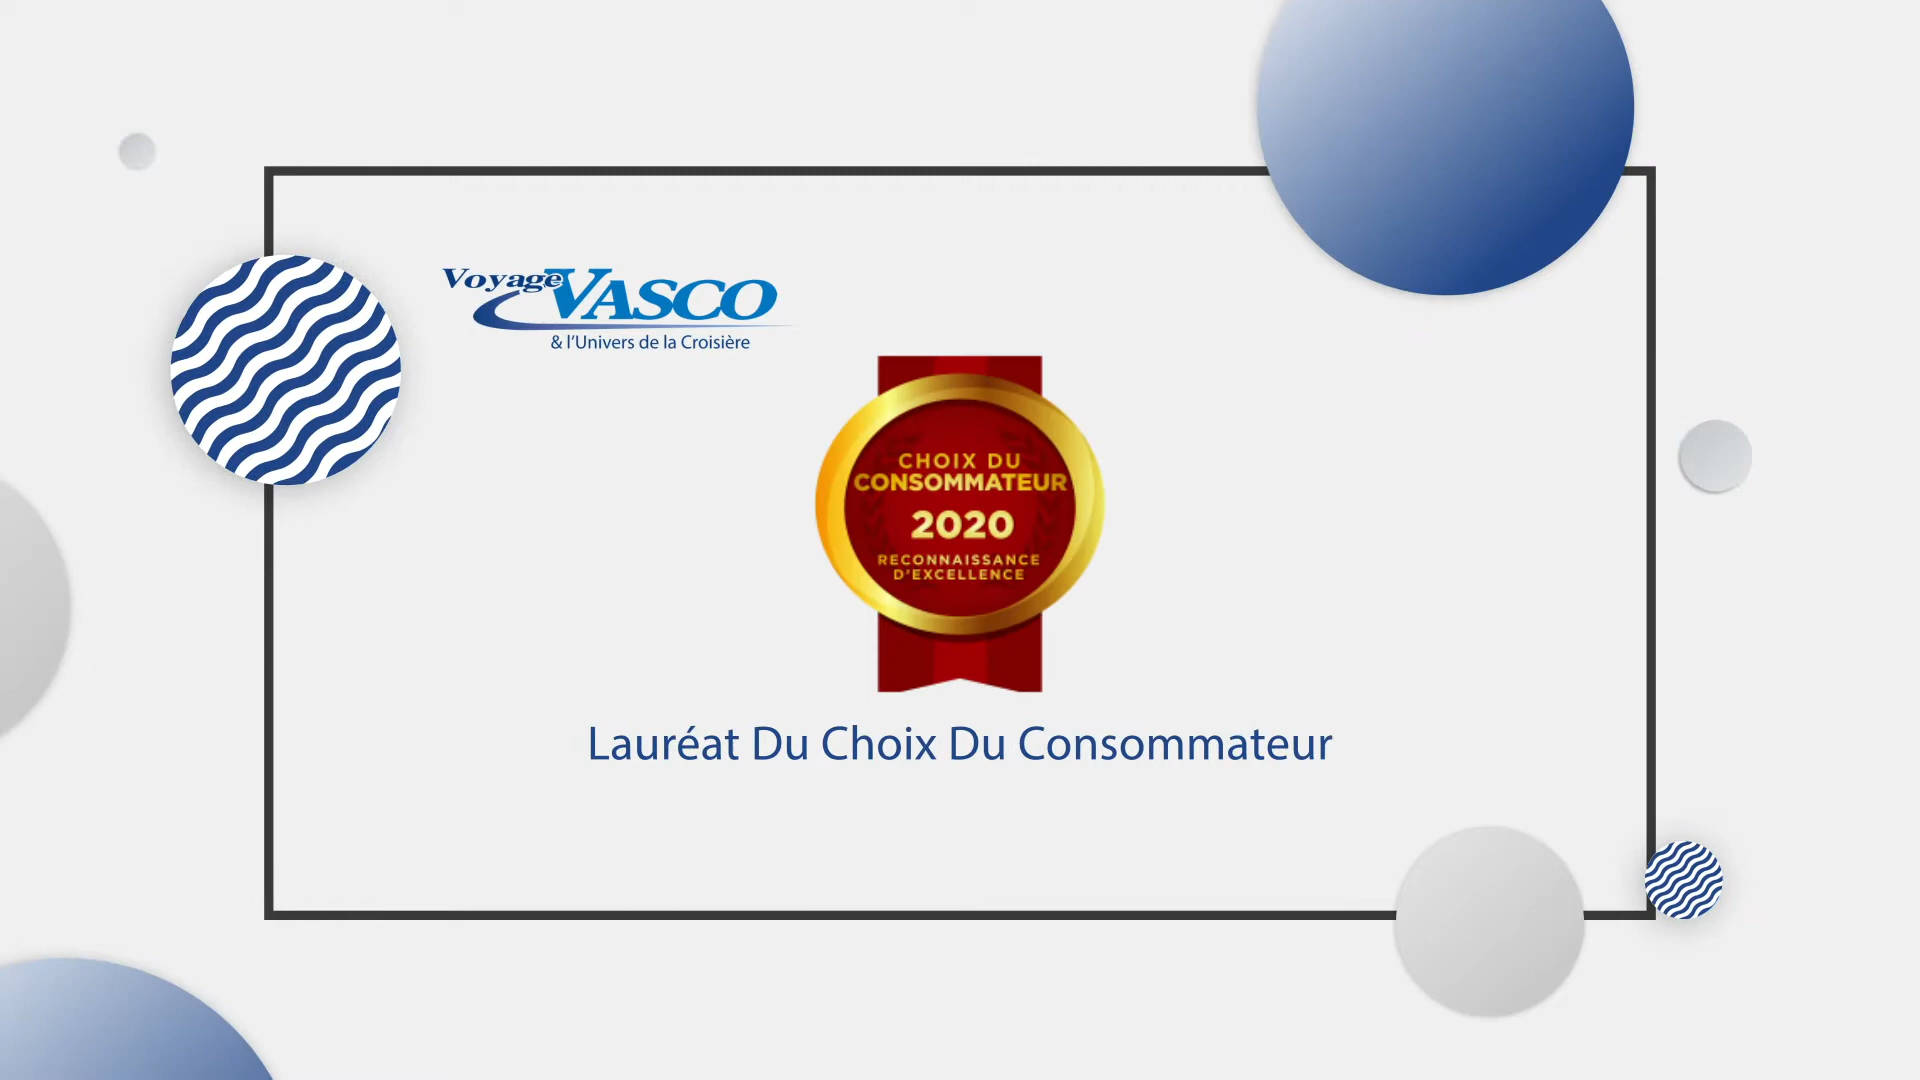 Voyage VASCO
& l'Univers de la Croisière
CHOIX DU
CONSOMMATEUR
2020
RECONNAISSANCE
D'EXCELLENCE
Lauréat Du Choix Du Consommateur